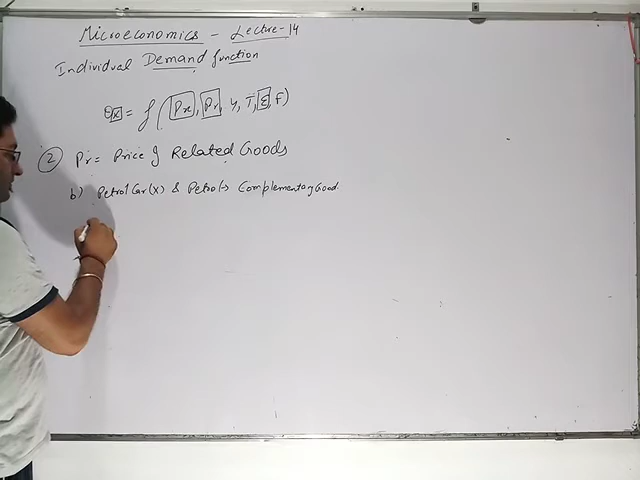 Microeconomics - Lecture-14
Individual Demand function
Qx = f(Px, Pr, Y, T, E, F)
② Pr = Price of Related Goods
b) Petrol Car(x) & Petrol → Complementary Good.